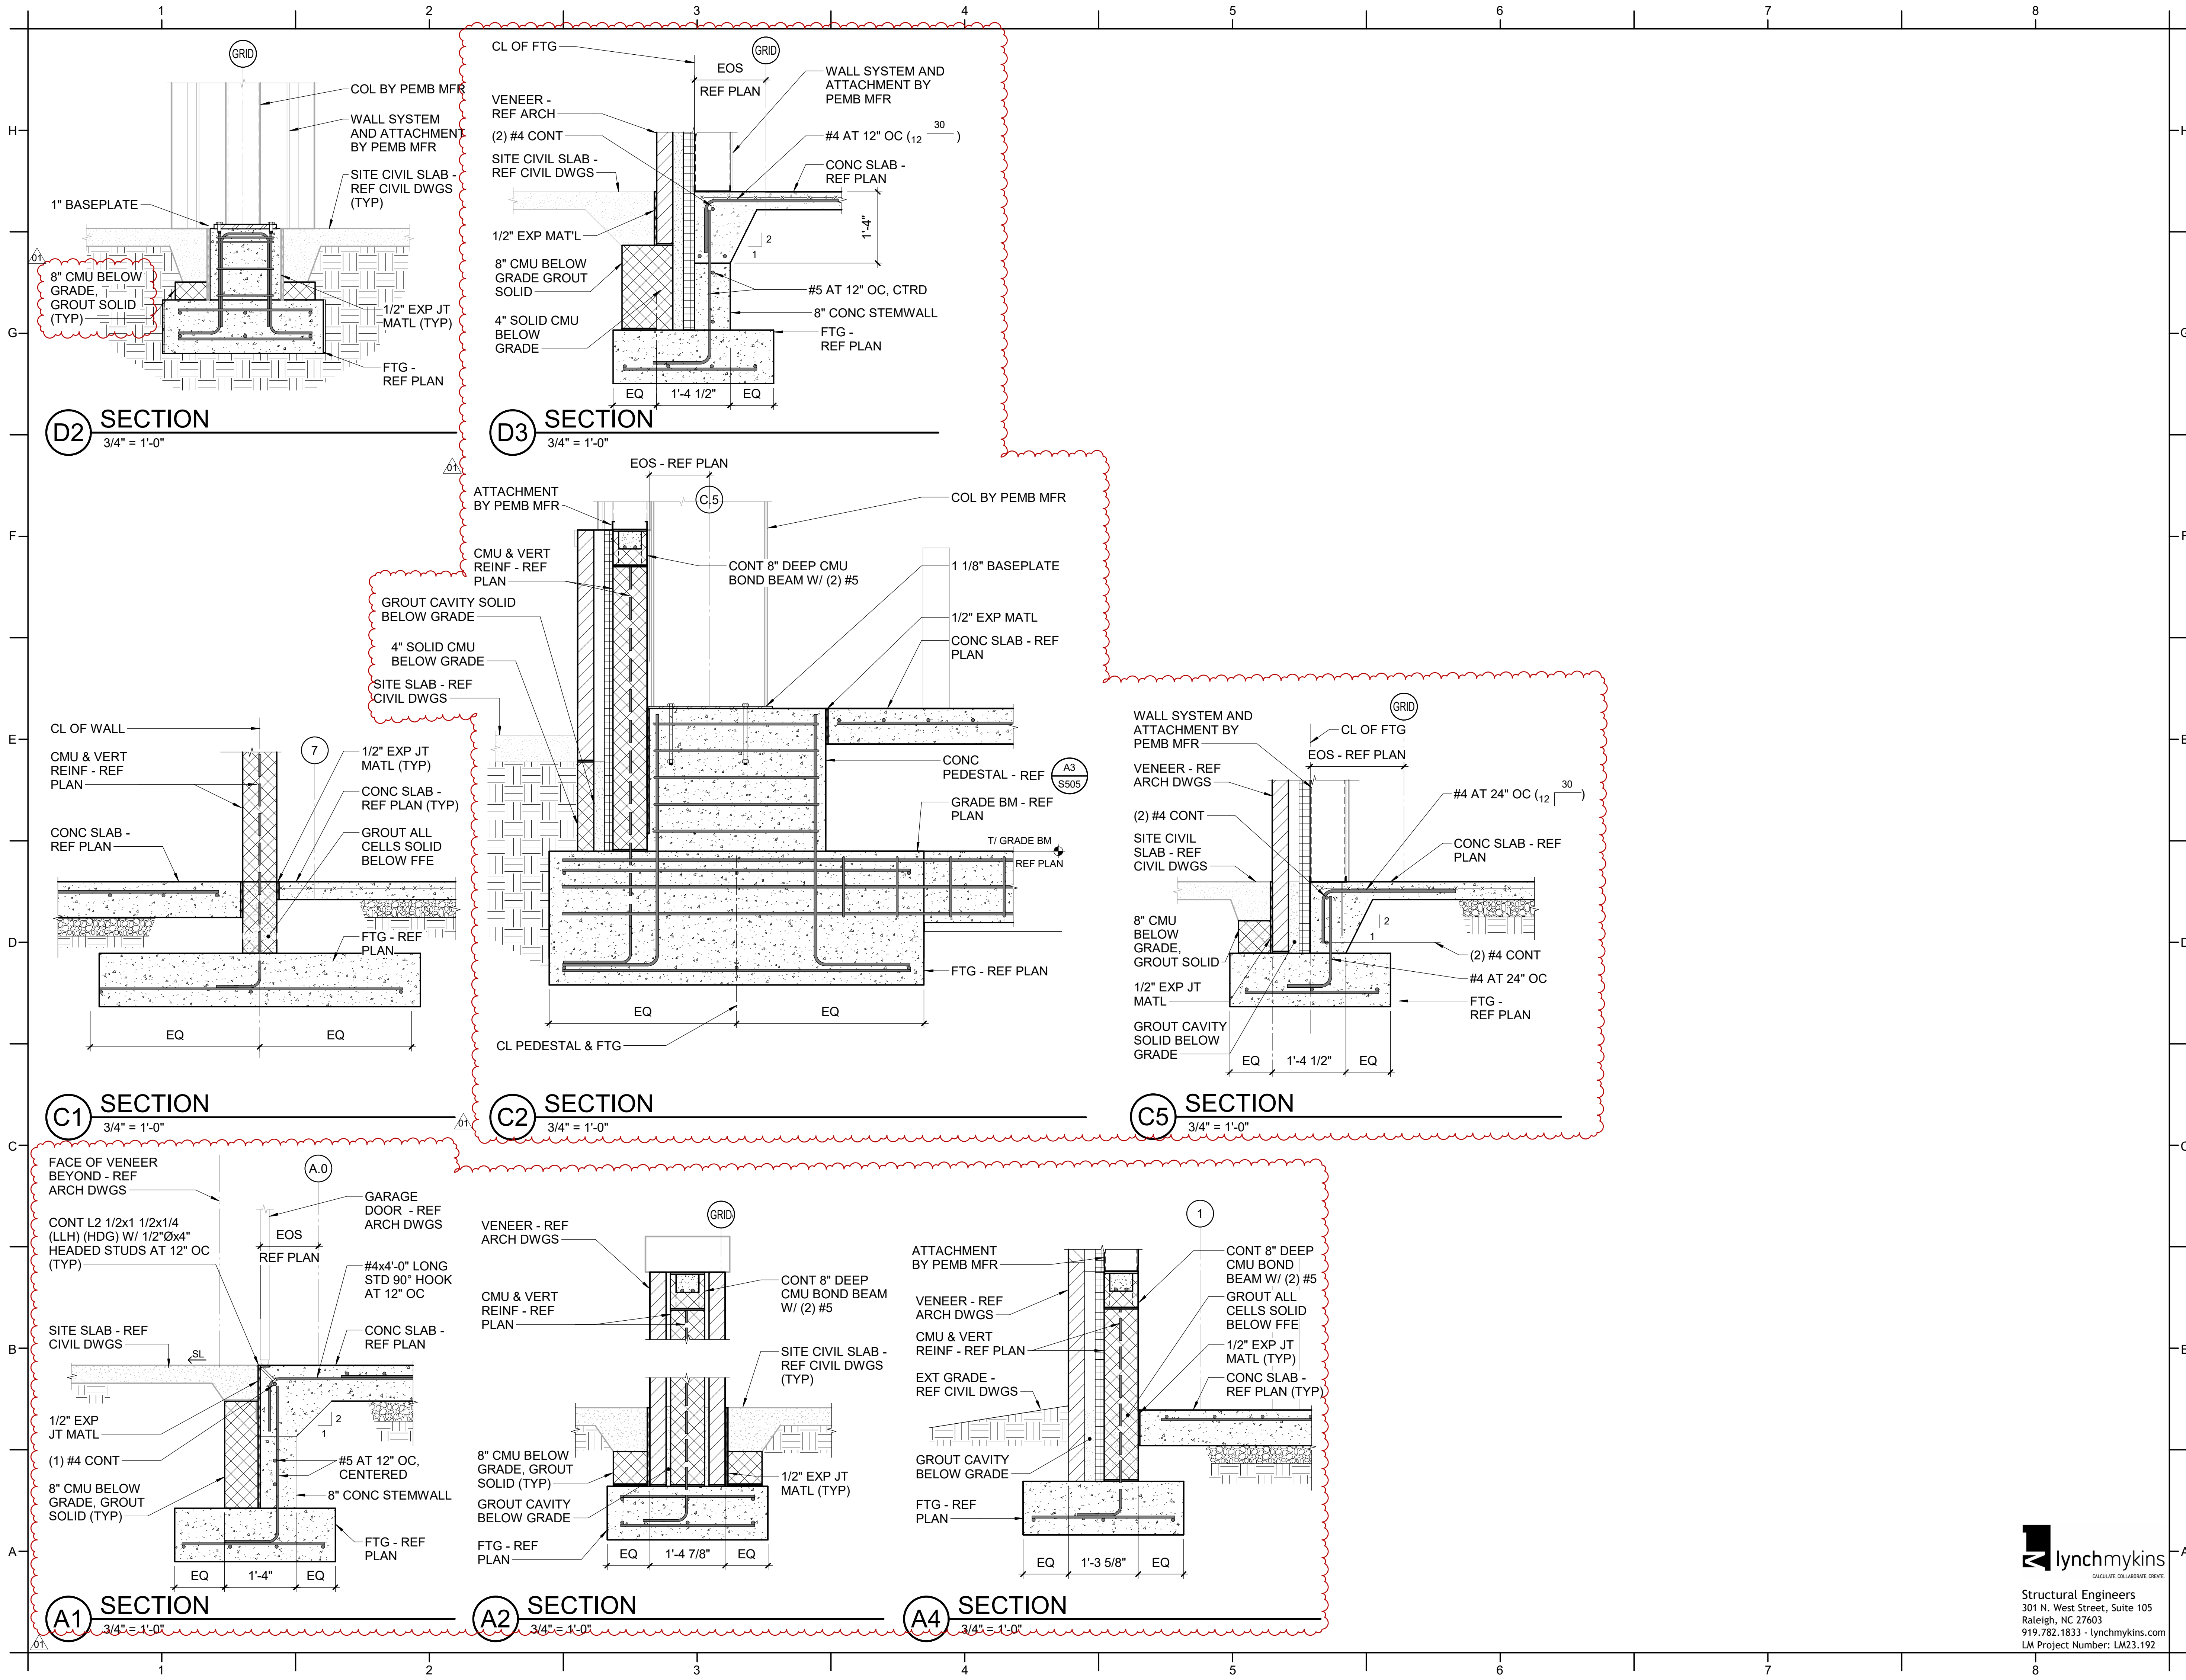 1
2
3
4
5
6
7
8
H
G
F
E
D
C
B
A
GRID
COL BY PEMB MFR
WALL SYSTEM
AND ATTACHMENT
BY PEMB MFR
SITE CIVIL SLAB -
REF CIVIL DWGS
(TYP)
1" BASEPLATE
01
8" CMU BELOW
GRADE,
GROUT SOLID
(TYP)
1/2" EXP JT
MATL (TYP)
FTG -
REF PLAN
D2
SECTION
3/4" = 1'-0"
CL OF FTG
GRID
EOS
REF PLAN
WALL SYSTEM AND
ATTACHMENT BY
PEMB MFR
VENEER -
REF ARCH
(2) #4 CONT
#4 AT 12" OC (12 30)
SITE CIVIL SLAB -
REF CIVIL DWGS
CONC SLAB -
REF PLAN
1'-4"
1/2" EXP MAT'L
2
1
8" CMU BELOW
GRADE GROUT
SOLID
#5 AT 12" OC, CTRD
4" SOLID CMU
BELOW
GRADE
8" CONC STEMWALL
FTG -
REF PLAN
EQ
1'-4 1/2"
EQ
D3
SECTION
3/4" = 1'-0"
01
EOS - REF PLAN
ATTACHMENT
BY PEMB MFR
C.5
COL BY PEMB MFR
CMU & VERT
REINF - REF
PLAN
CONT 8" DEEP CMU
BOND BEAM W/ (2) #5
1 1/8" BASEPLATE
GROUT CAVITY SOLID
BELOW GRADE
1/2" EXP MATL
4" SOLID CMU
BELOW GRADE
CONC SLAB - REF
PLAN
SITE SLAB - REF
CIVIL DWGS
CONC
PEDESTAL - REF
A3
S505
GRADE BM - REF
PLAN
T/ GRADE BM
REF PLAN
FTG - REF PLAN
EQ
EQ
CL PEDESTAL & FTG
C2
SECTION
3/4" = 1'-0"
CL OF WALL
7
CMU & VERT
REINF - REF
PLAN
1/2" EXP JT
MATL (TYP)
CONC SLAB -
REF PLAN (TYP)
CONC SLAB -
REF PLAN
GROUT ALL
CELLS SOLID
BELOW FFE
FTG - REF
PLAN
EQ
EQ
C1
SECTION
3/4" = 1'-0"
01
GRID
WALL SYSTEM AND
ATTACHMENT BY
PEMB MFR
CL OF FTG
EOS - REF PLAN
VENEER - REF
ARCH DWGS
#4 AT 24" OC (12 30)
(2) #4 CONT
SITE CIVIL
SLAB - REF
CIVIL DWGS
CONC SLAB - REF
PLAN
8" CMU
BELOW
GRADE,
GROUT SOLID
2
1
(2) #4 CONT
#4 AT 24" OC
1/2" EXP JT
MATL
FTG -
REF PLAN
GROUT CAVITY
SOLID BELOW
GRADE
EQ
1'-4 1/2"
EQ
C5
SECTION
3/4" = 1'-0"
FACE OF VENEER
BEYOND - REF
ARCH DWGS
A.0
GARAGE
DOOR - REF
ARCH DWGS
CONT L2 1/2x1 1/2x1/4
(LLH) (HDG) W/ 1/2"Øx4"
HEADED STUDS AT 12" OC
(TYP)
EOS
REF PLAN
#4x4'-0" LONG
STD 90° HOOK
AT 12" OC
SITE SLAB - REF
CIVIL DWGS
SL
CONC SLAB -
REF PLAN
1/2" EXP
JT MATL
2
1
(1) #4 CONT
#5 AT 12" OC,
CENTERED
8" CMU BELOW
GRADE, GROUT
SOLID (TYP)
8" CONC STEMWALL
FTG - REF
PLAN
EQ
1'-4"
EQ
A1
SECTION
3/4" = 1'-0"
01
GRID
VENEER - REF
ARCH DWGS
CONT 8" DEEP
CMU BOND BEAM
W/ (2) #5
CMU & VERT
REINF - REF
PLAN
SITE CIVIL SLAB -
REF CIVIL DWGS
(TYP)
8" CMU BELOW
GRADE, GROUT
SOLID (TYP)
1/2" EXP JT
MATL (TYP)
GROUT CAVITY
BELOW GRADE
FTG - REF
PLAN
EQ
1'-4 7/8"
EQ
A2
SECTION
3/4" = 1'-0"
1
ATTACHMENT
BY PEMB MFR
CONT 8" DEEP
CMU BOND
BEAM W/ (2) #5
VENEER - REF
ARCH DWGS
GROUT ALL
CELLS SOLID
BELOW FFE
CMU & VERT
REINF - REF PLAN
1/2" EXP JT
MATL (TYP)
EXT GRADE -
REF CIVIL DWGS
CONC SLAB -
REF PLAN (TYP)
GROUT CAVITY
BELOW GRADE
FTG - REF
PLAN
EQ
1'-3 5/8"
EQ
A4
SECTION
3/4" = 1'-0"
lynchmykins
CALCULATE. COLLABORATE. CREATE.
Structural Engineers
301 N. West Street, Suite 105
Raleigh, NC 27603
919.782.1833 - lynchmykins.com
LM Project Number: LM23.192
H
G
F
E
D
C
B
A
1
2
3
4
5
6
7
8